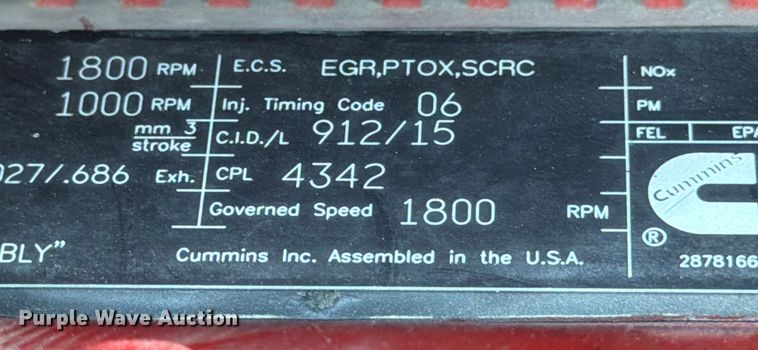 1800 RPM E.C.S. EGR,PTOX,SCRC NOx
1000 RPM Inj. Timing Code 06 PM
mm 3
stroke C.I.D./L 912/15 FEL EPA
027/.686 Exh. CPL 4342 Cummins
Governed Speed 1800 RPM
®
BLY" Cummins Inc. Assembled in the U.S.A. 2878166
Purple Wave Auction